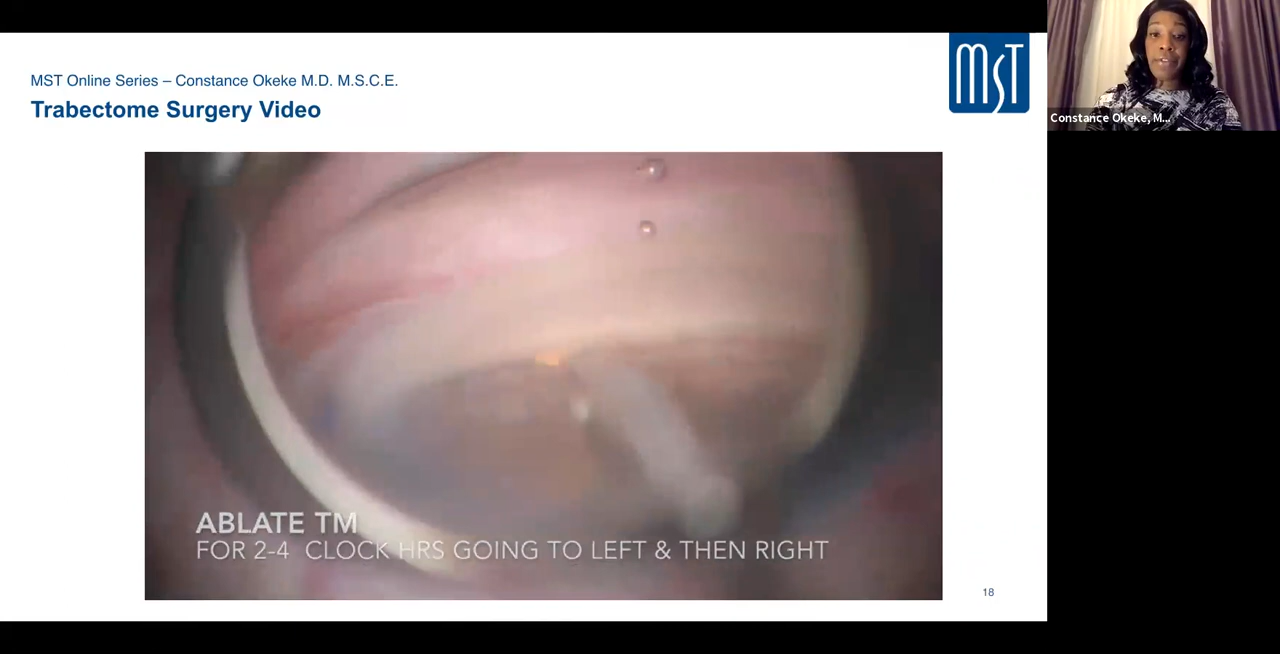 MST Online Series – Constance Okeke M.D. M.S.C.E.
Trabectome Surgery Video
MST
Constance Okeke, M...
ABLATE TM
FOR 2-4 CLOCK HRS GOING TO LEFT & THEN RIGHT
18